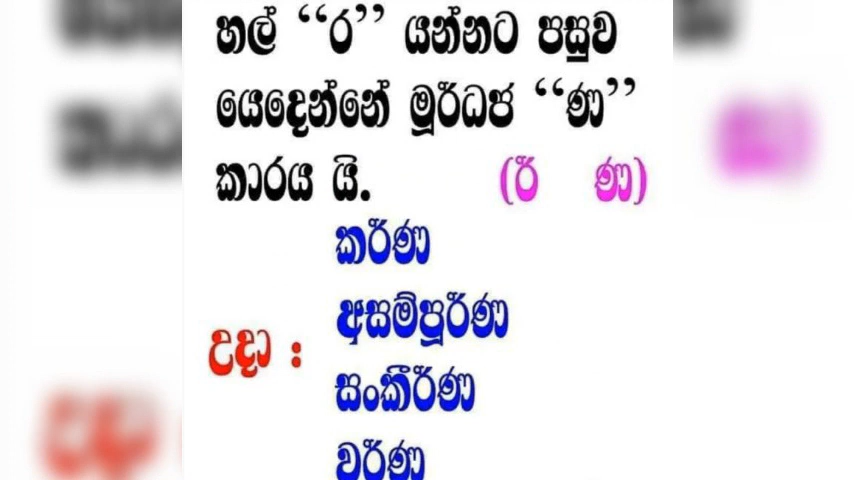 හල් “ර” යන්නට පසුව
යෙදෙන්නේ මූර්ධජ “ණ”
කාරය යි. (ර් ණ)
කර්ණ
අසම්පූර්ණ
උදා :
සංකීර්ණ
වර්ණ